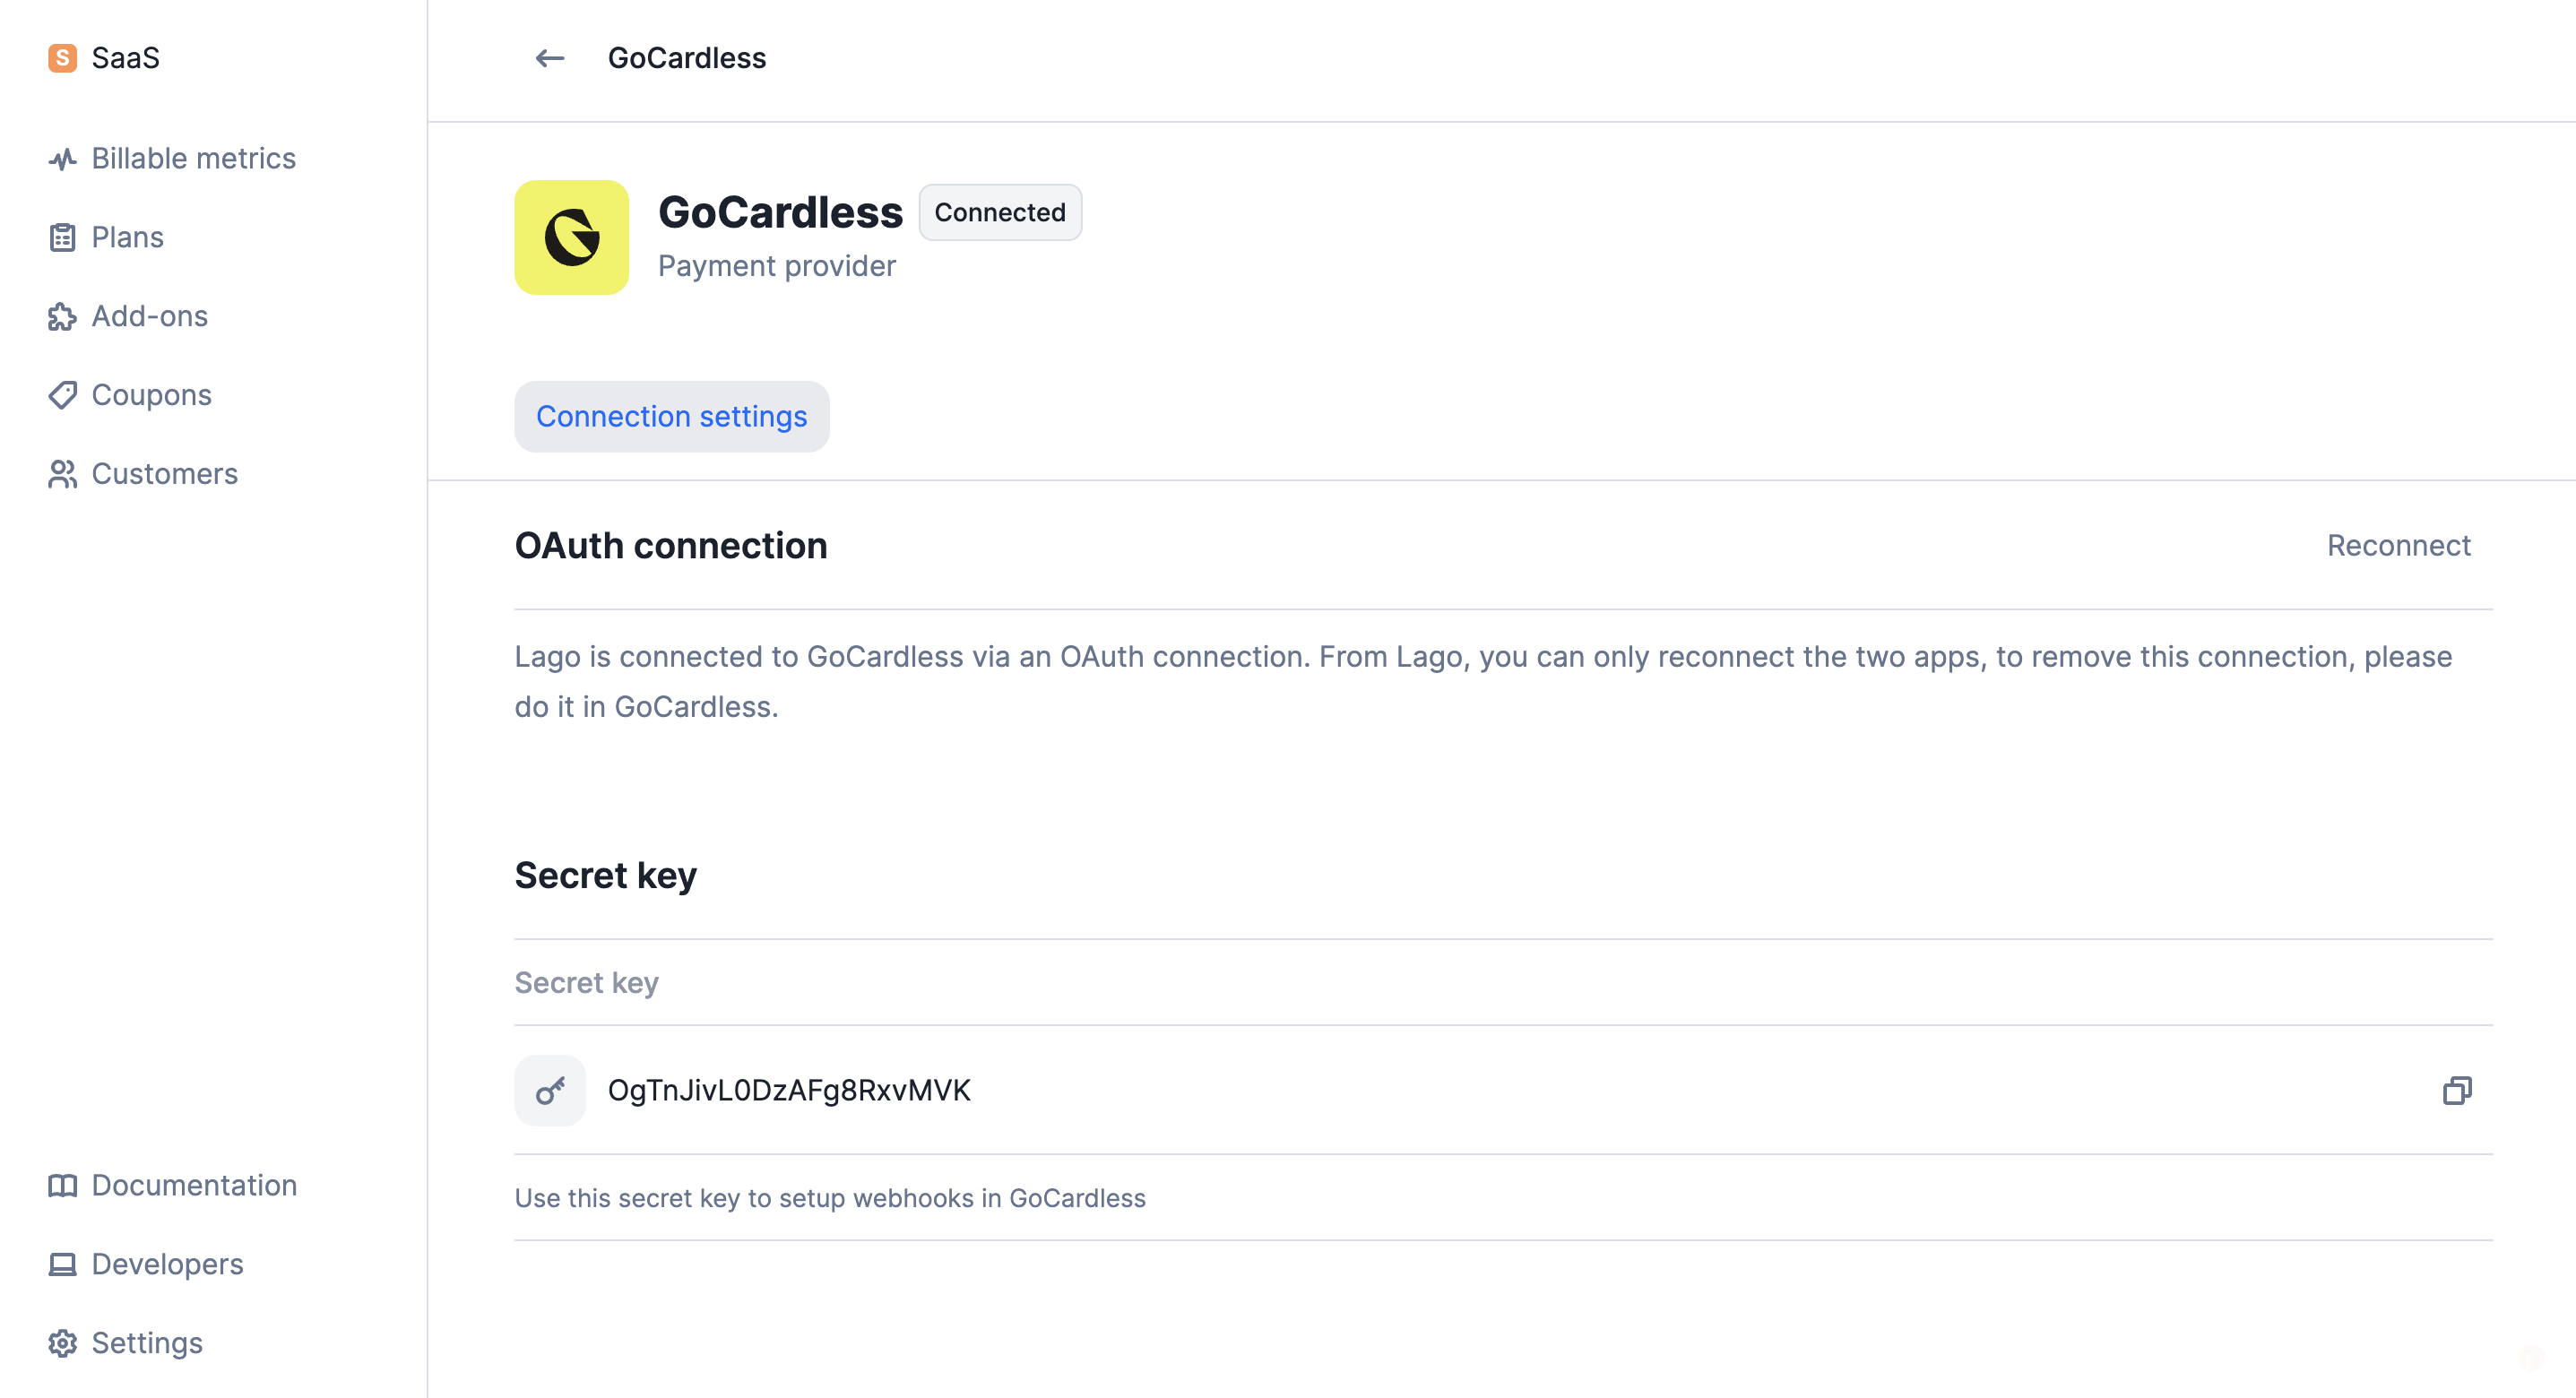 S SaaS
Billable metrics
Plans
Add-ons
Coupons
Customers
Documentation
Developers
Settings
GoCardless
GoCardless Connected
Payment provider
Connection settings
OAuth connection Reconnect
Lago is connected to GoCardless via an OAuth connection. From Lago, you can only reconnect the two apps, to remove this connection, please
do it in GoCardless.
Secret key
Secret key
OgTnJivL0DzAFg8RxvMVK
Use this secret key to setup webhooks in GoCardless